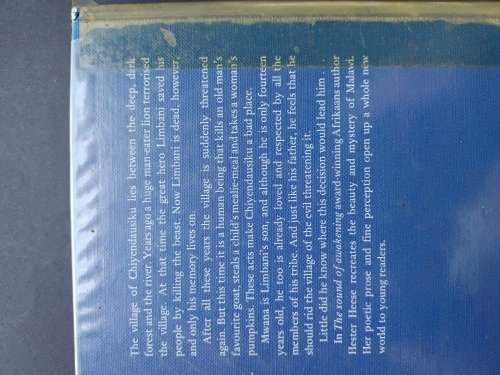 The village of Chiyendausiku lies between the deep, dark
forest and the river. Years ago a huge man-eater lion terrorised
the village. At that time the great hero Limbani saved his
people by killing the beast. Now Limbani is dead, however,
and only his memory lives on.
After all these years the village is suddenly threatened
again. But this time it is a human being that kills an old man's
favourite goat, steals a child's mealie-meal and takes a woman's
pumpkins. These acts make Chiyendausiku a bad place.
Mwana is Limbani's son, and although he is only fourteen
years old, he too is already loved and respected by all the
members of his tribe. And just like his father, he feels that he
should rid the village of the evil threatening it.
Little did he know where this decision would lead him . . .
In The sound of awakening award-winning Afrikaans author
Hester Heese recreates the beauty and mystery of Malawi.
Her poetic prose and fine perception open up a whole new
world to young readers.